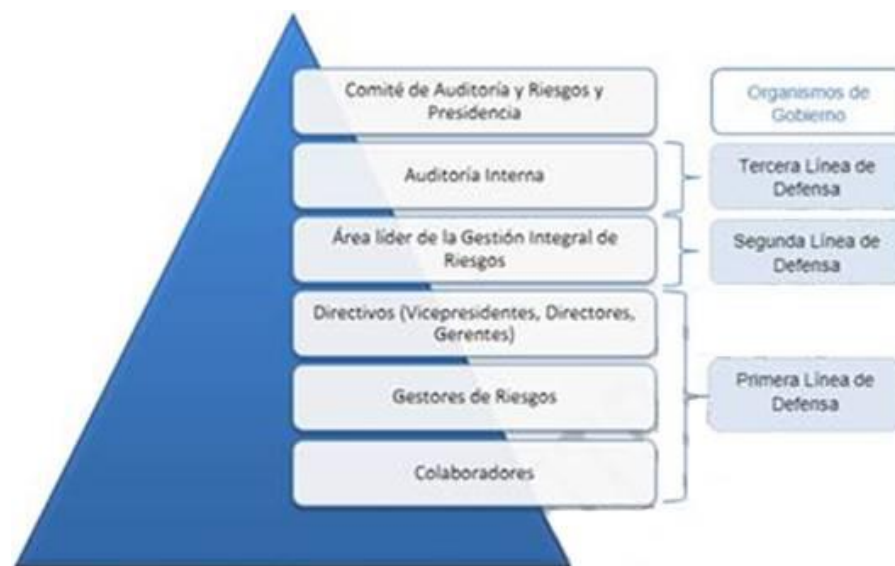 Comité de Auditoría y Riesgos y
Presidencia
Organismos de
Gobierno
Auditoría Interna
Tercera Línea de
Defensa
Área líder de la Gestión Integral de
Riesgos
Segunda Línea de
Defensa
Directivos (Vicepresidentes, Directores,
Gerentes)
Gestores de Riesgos
Primera Línea de
Defensa
Colaboradores